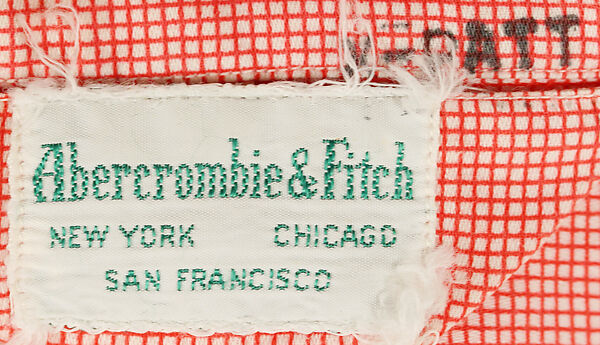 Abercrombie & Fitch
NEW YORK CHICAGO
SAN FRANCISCO